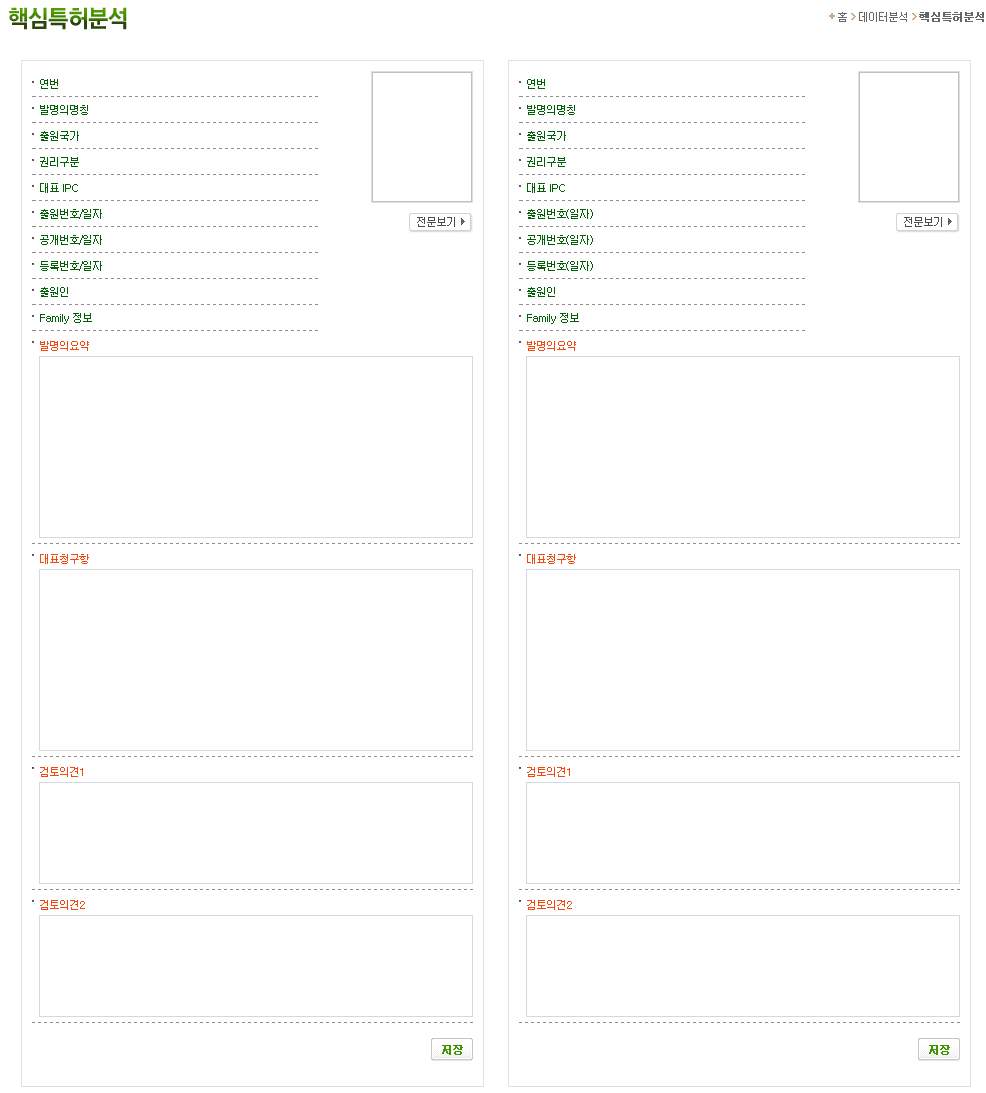 핵심특허분석
홈 > 데이터분석 > 핵심특허분석
연번
발명의명칭
출원국가
권리구분
대표 IPC
출원번호/일자
전문보기
공개번호/일자
등록번호/일자
출원인
Family 정보
발명의요약
대표청구항
검토의견1
검토의견2
저장
연번
발명의명칭
출원국가
권리구분
대표 IPC
출원번호(일자)
전문보기
공개번호(일자)
등록번호(일자)
출원인
Family 정보
발명의요약
대표청구항
검토의견1
검토의견2
저장